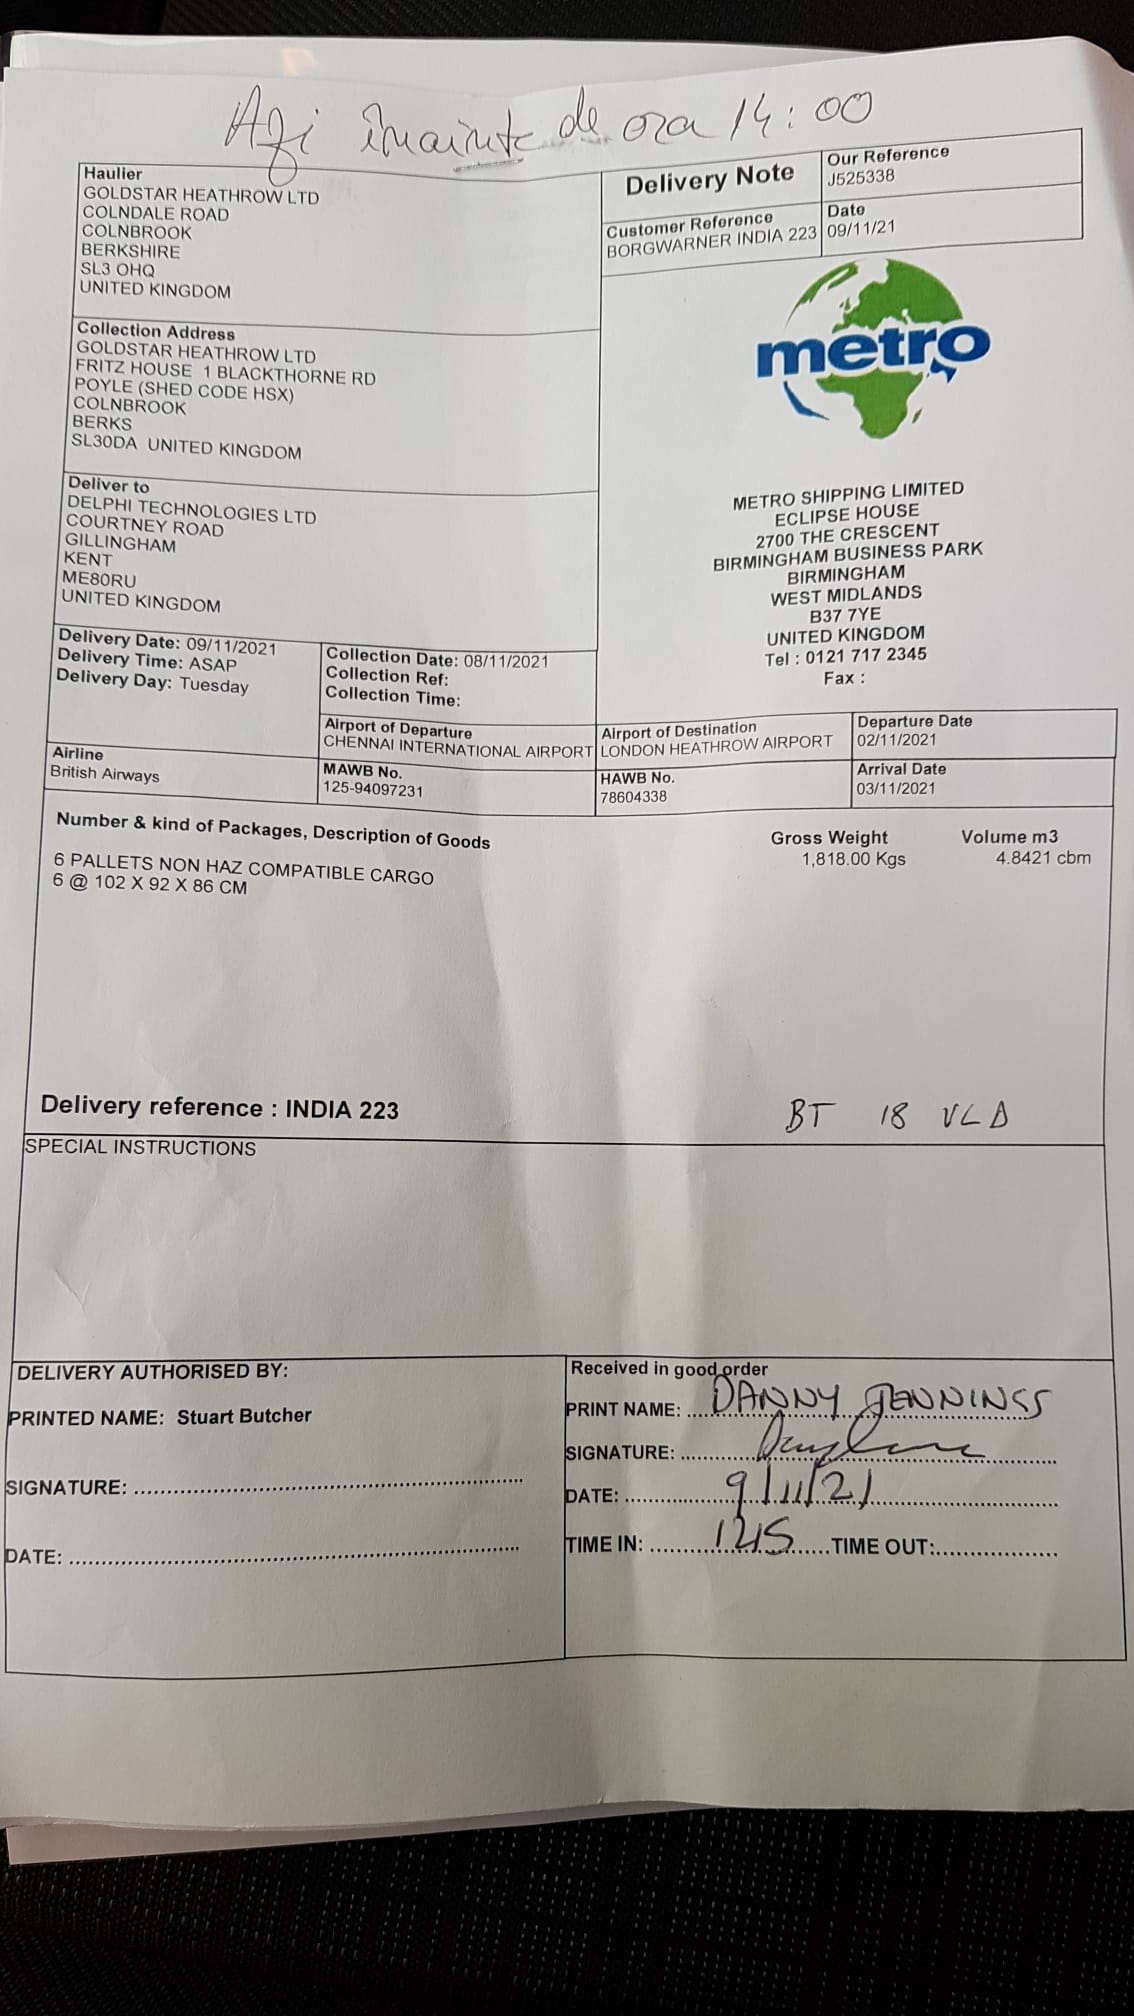 Azi înainte de ora 14:00
Haulier
GOLDSTAR HEATHROW LTD
COLNDALE ROAD
COLNBROOK
BERKSHIRE
SL3 OHQ
UNITED KINGDOM
Delivery Note
Our Reference
J525338
Customer Reference
BORGWARNER INDIA 223
Date
09/11/21
metro
Collection Address
GOLDSTAR HEATHROW LTD
FRITZ HOUSE 1 BLACKTHORNE RD
POYLE (SHED CODE HSX)
COLNBROOK
BERKS
SL30DA UNITED KINGDOM
Deliver to
DELPHI TECHNOLOGIES LTD
COURTNEY ROAD
GILLINGHAM
KENT
ME80RU
UNITED KINGDOM
METRO SHIPPING LIMITED
ECLIPSE HOUSE
2700 THE CRESCENT
BIRMINGHAM BUSINESS PARK
BIRMINGHAM
WEST MIDLANDS
B37 7YE
UNITED KINGDOM
Tel : 0121 717 2345
Fax :
Delivery Date: 09/11/2021
Delivery Time: ASAP
Delivery Day: Tuesday
Collection Date: 08/11/2021
Collection Ref:
Collection Time:
Airport of Departure
CHENNAI INTERNATIONAL AIRPORT
Airport of Destination
LONDON HEATHROW AIRPORT
Departure Date
02/11/2021
Airline
British Airways
MAWB No.
125-94097231
HAWB No.
78604338
Arrival Date
03/11/2021
Number & kind of Packages, Description of Goods
Gross Weight
Volume m3
6 PALLETS NON HAZ COMPATIBLE CARGO
1,818.00 Kgs
4.8421 cbm
6 @ 102 X 92 X 86 CM
Delivery reference : INDIA 223
BT 18 VLD
SPECIAL INSTRUCTIONS
DELIVERY AUTHORISED BY:
PRINTED NAME: Stuart Butcher
SIGNATURE:
DATE:
Received in good order
PRINT NAME: DANNY JENNINGS
SIGNATURE:
DATE: 9/11/21
TIME IN: 1215 TIME OUT: